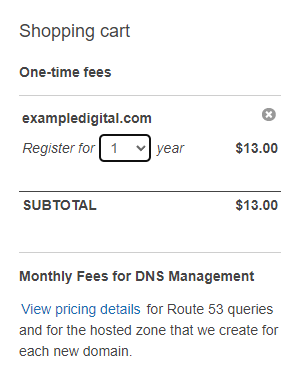 Shopping cart
One-time fees
exampledigital.com
Register for 1 year $13.00
SUBTOTAL $13.00
Monthly Fees for DNS Management
View pricing details for Route 53 queries
and for the hosted zone that we create for
each new domain.